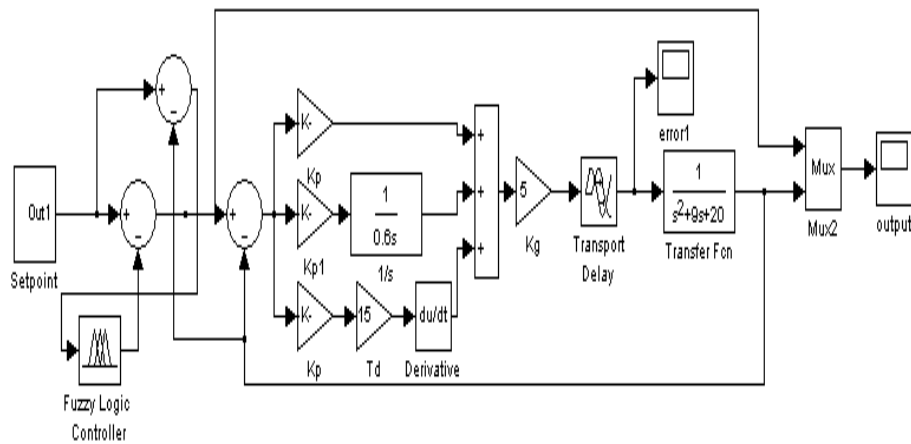 +
−
K-
Kp
+
error1
Out1
Setpoint
+
−
+
−
K-
Kp1
1
0.6s
1/s
+
5
Kg
Transport
Delay
1
s²+9s+20
Transfer Fcn
Mux
Mux2
output
K-
Kp
15
Td
du/dt
Derivative
+
Fuzzy Logic
Controller